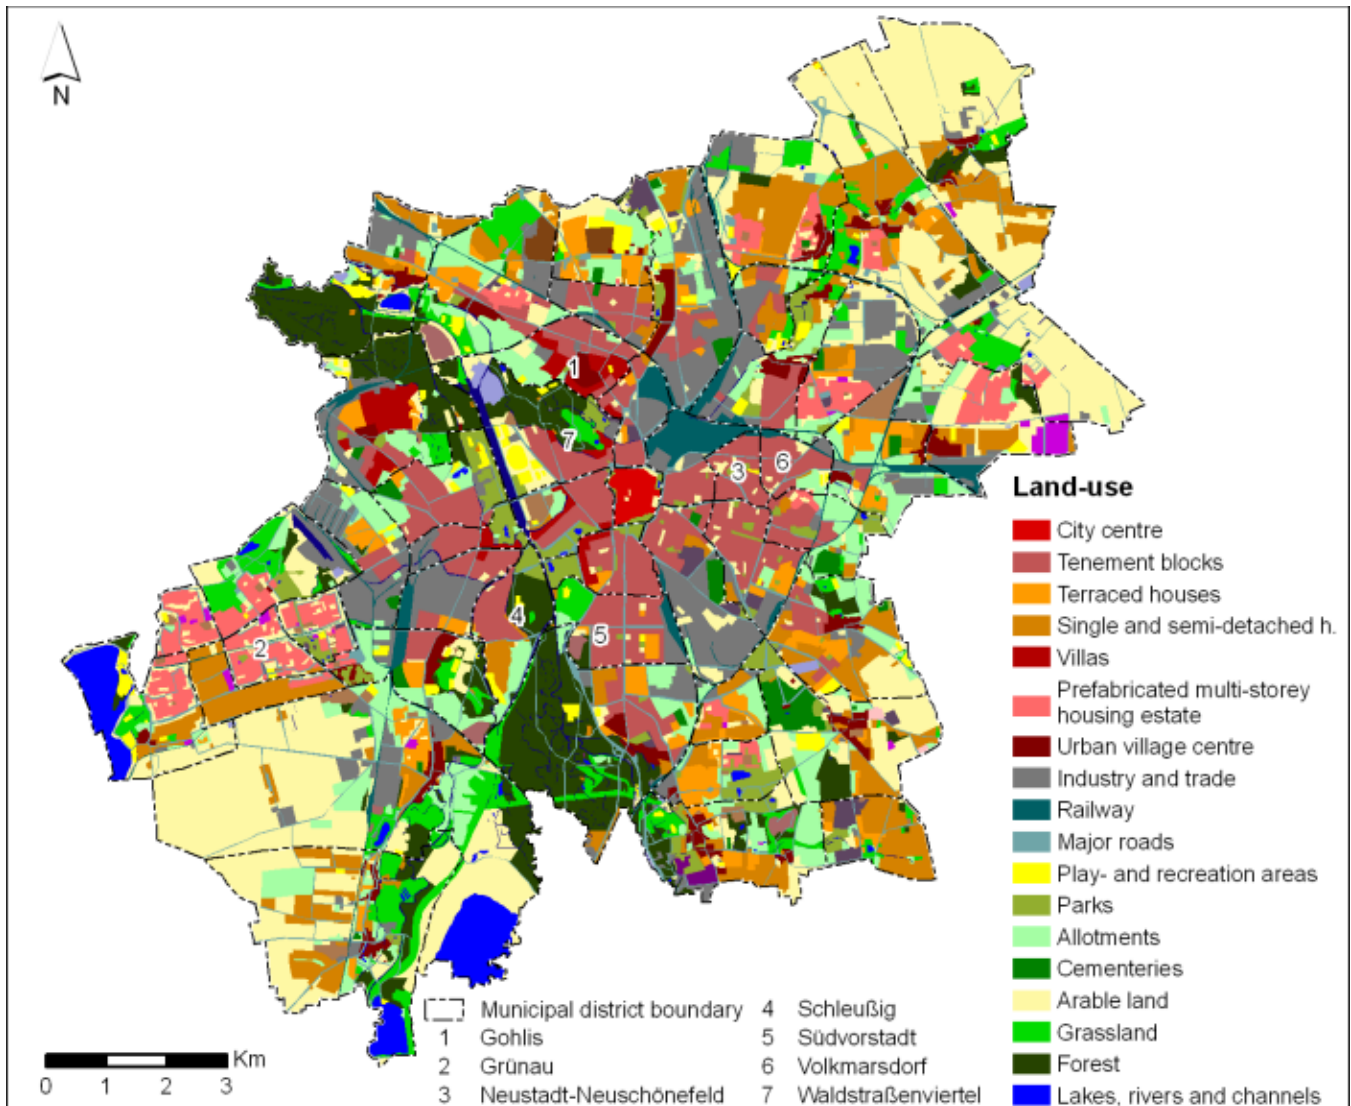 N
1
7
3
6
4
5
2
Land-use
City centre
Tenement blocks
Terraced houses
Single and semi-detached h.
Villas
Prefabricated multi-storey
housing estate
Urban village centre
Industry and trade
Railway
Major roads
Play- and recreation areas
Parks
Allotments
Cementeries
Arable land
Grassland
Forest
Lakes, rivers and channels
Municipal district boundary
1 Gohlis
2 Grünau
3 Neustadt-Neuschönefeld
4 Schleußig
5 Südvorstadt
6 Volkmarsdorf
7 Waldstraßenviertel
Km
0 1 2 3